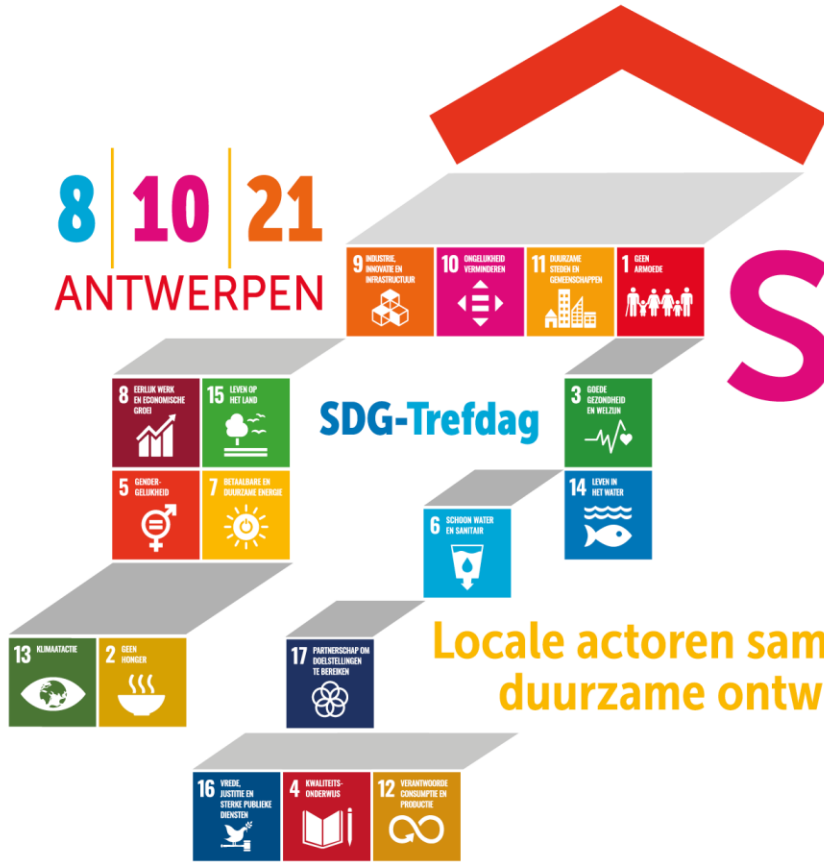 8|10|21
ANTWERPEN
9 INDUSTRIE,
INNOVATIE EN
INFRASTRUCTUUR
10 ONGELIJKHEID
VERMINDEREN
11 DUURZAME
STEDEN EN
GEMEENSCHAPPEN
1 GEEN
ARMOEDE
S
8 EERLIJK WERK
EN ECONOMISCHE
GROEI
15 LEVEN OP
HET LAND
SDG-Trefdag
3 GOEDE
GEZONDHEID
EN WELZIJN
5 GENDER-
GELIJKHEID
7 BETAALBARE EN
DUURZAME ENERGIE
14 LEVEN IN
HET WATER
6 SCHOON WATER
EN SANITAIR
13 KLIMAATACTIE
2 GEEN
HONGER
17 PARTNERSCHAP OM
DOELSTELLINGEN
TE BEREIKEN
Locale actoren sam
duurzame ontw
16 VREDE,
JUSTITIE EN
STERKE PUBLIEKE
DIENSTEN
4 KWALITEITS-
ONDERWIJS
12 VERANTWOORDE
CONSUMPTIE EN
PRODUCTIE